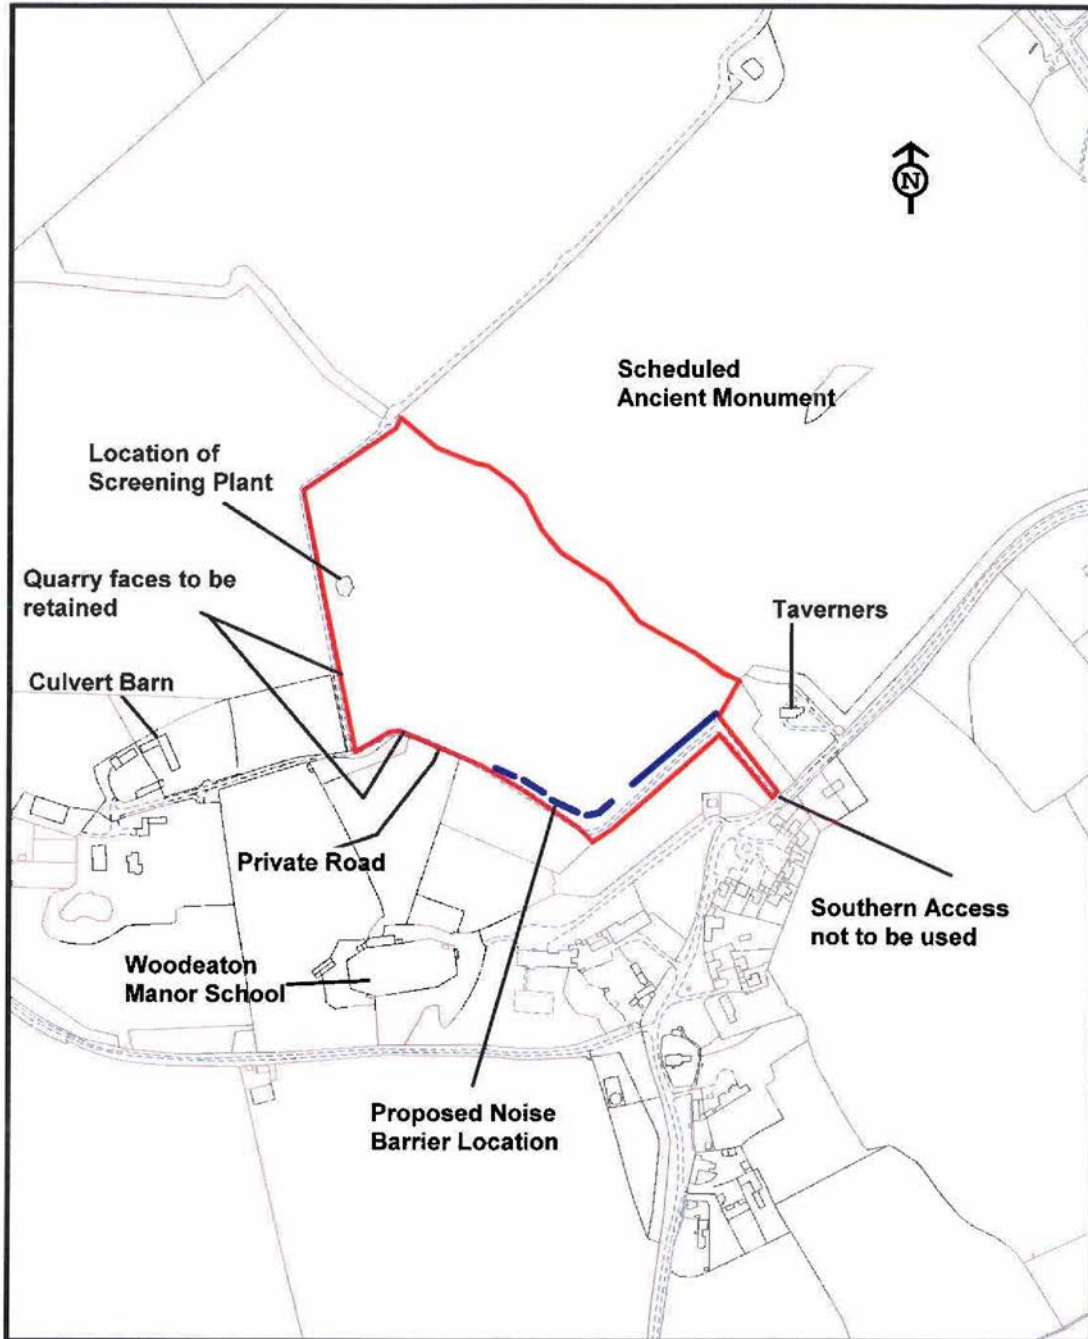 N
Scheduled
Ancient Monument
Location of
Screening Plant
Quarry faces to be
retained
Taverners
Culvert Barn
Private Road
Southern Access
not to be used
Woodeaton
Manor School
Proposed Noise
Barrier Location